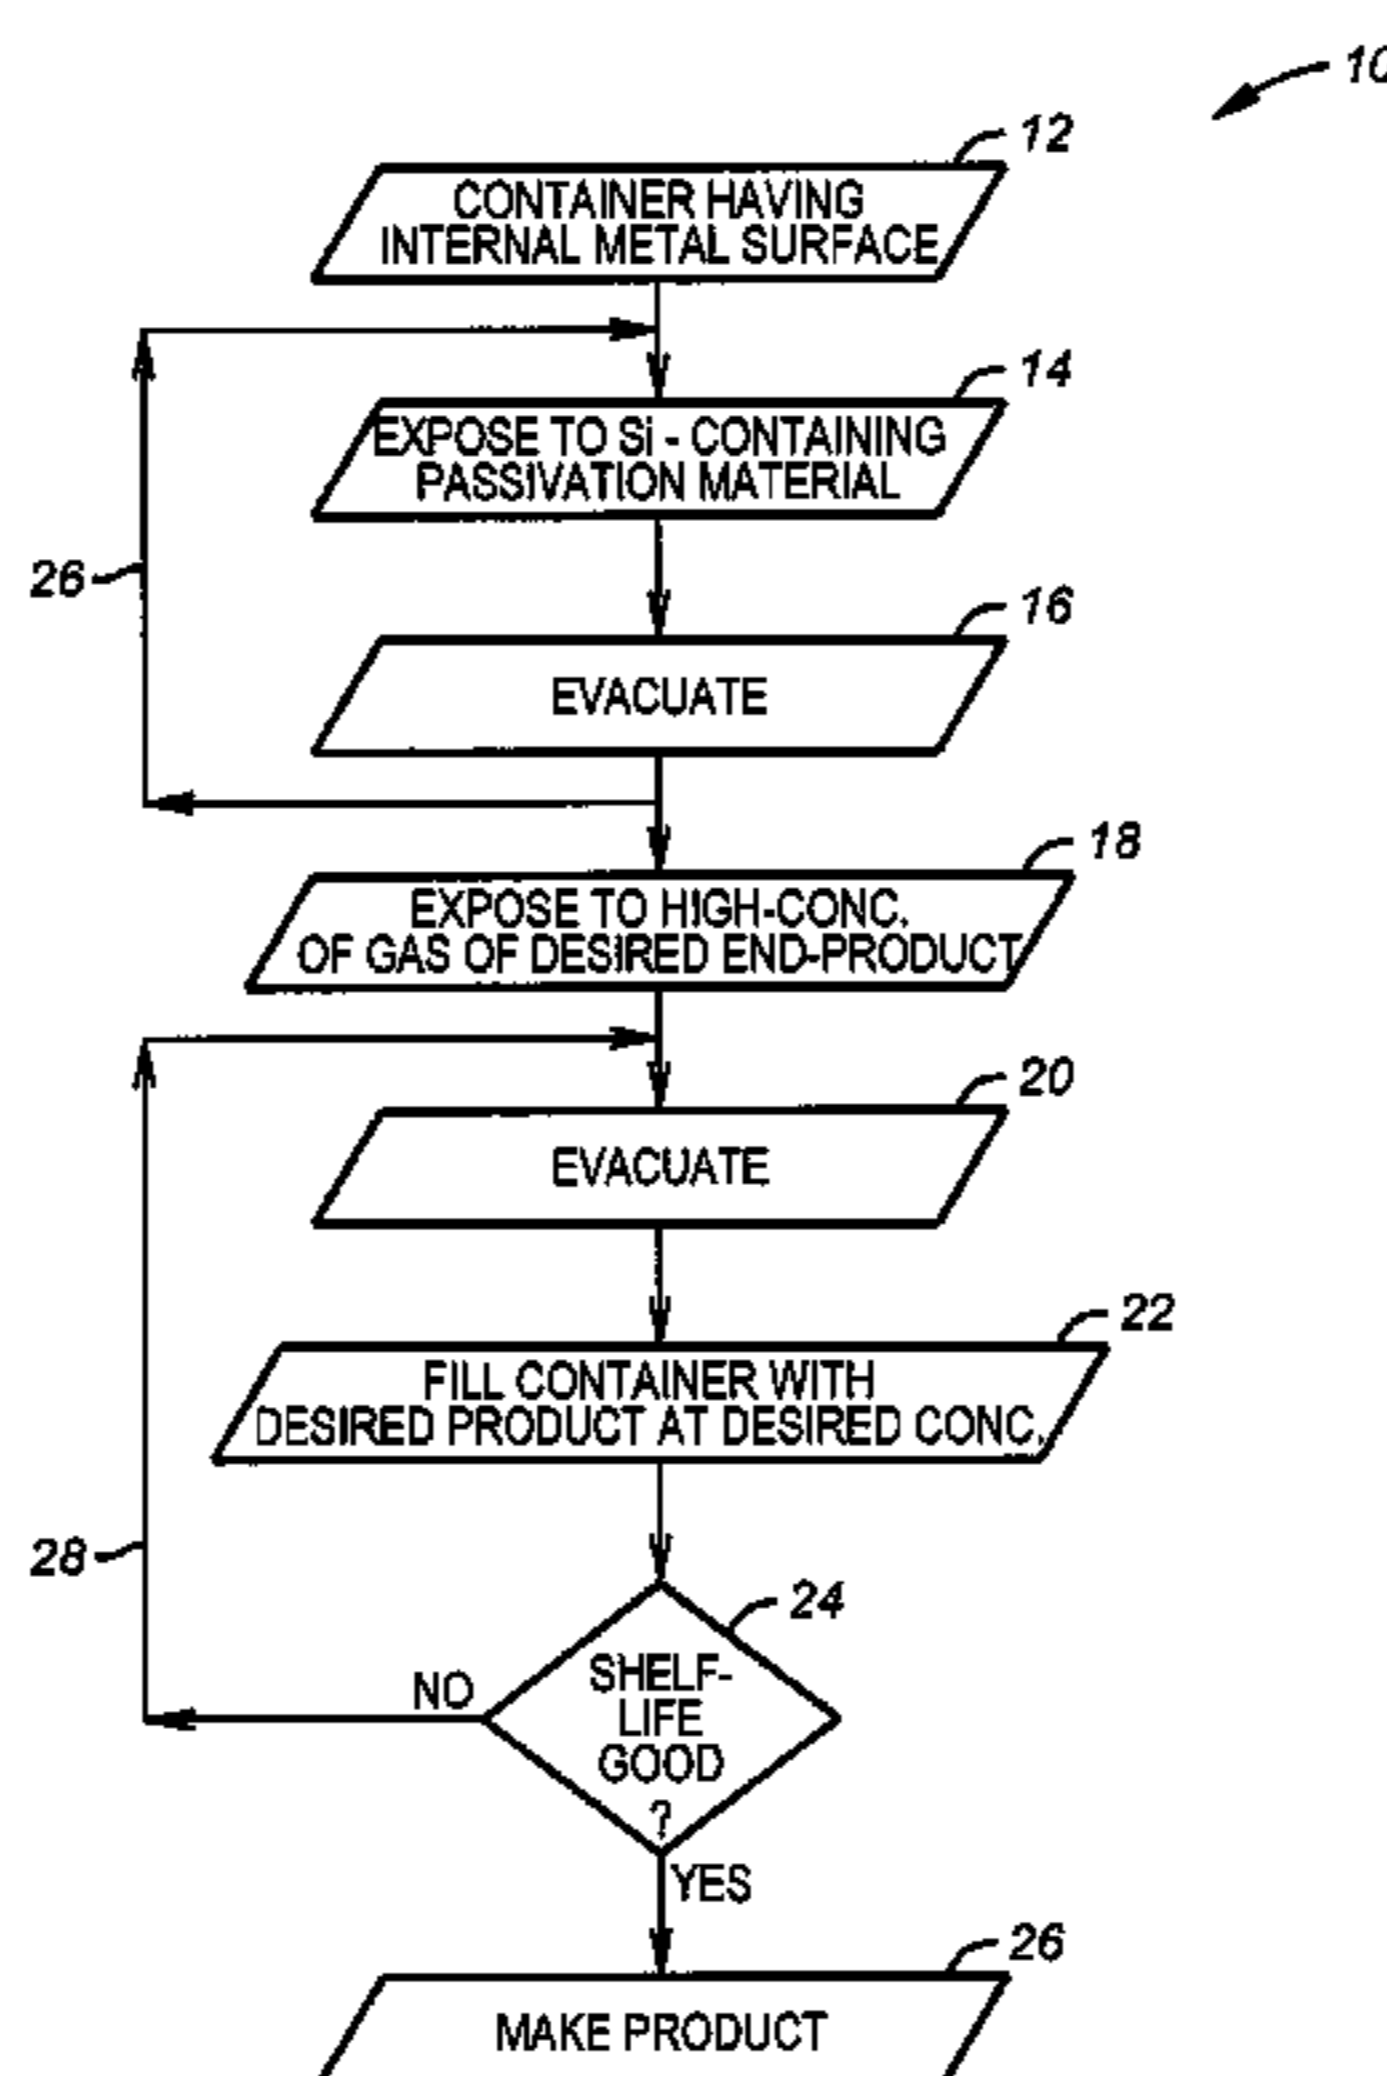 10
12
CONTAINER HAVING
INTERNAL METAL SURFACE
14
EXPOSE TO Si - CONTAINING
PASSIVATION MATERIAL
26
16
EVACUATE
18
EXPOSE TO HIGH-CONC.
OF GAS OF DESIRED END-PRODUCT
20
EVACUATE
22
FILL CONTAINER WITH
DESIRED PRODUCT AT DESIRED CONC.
28
24
SHELF-
LIFE
GOOD
?
NO
YES
26
MAKE PRODUCT